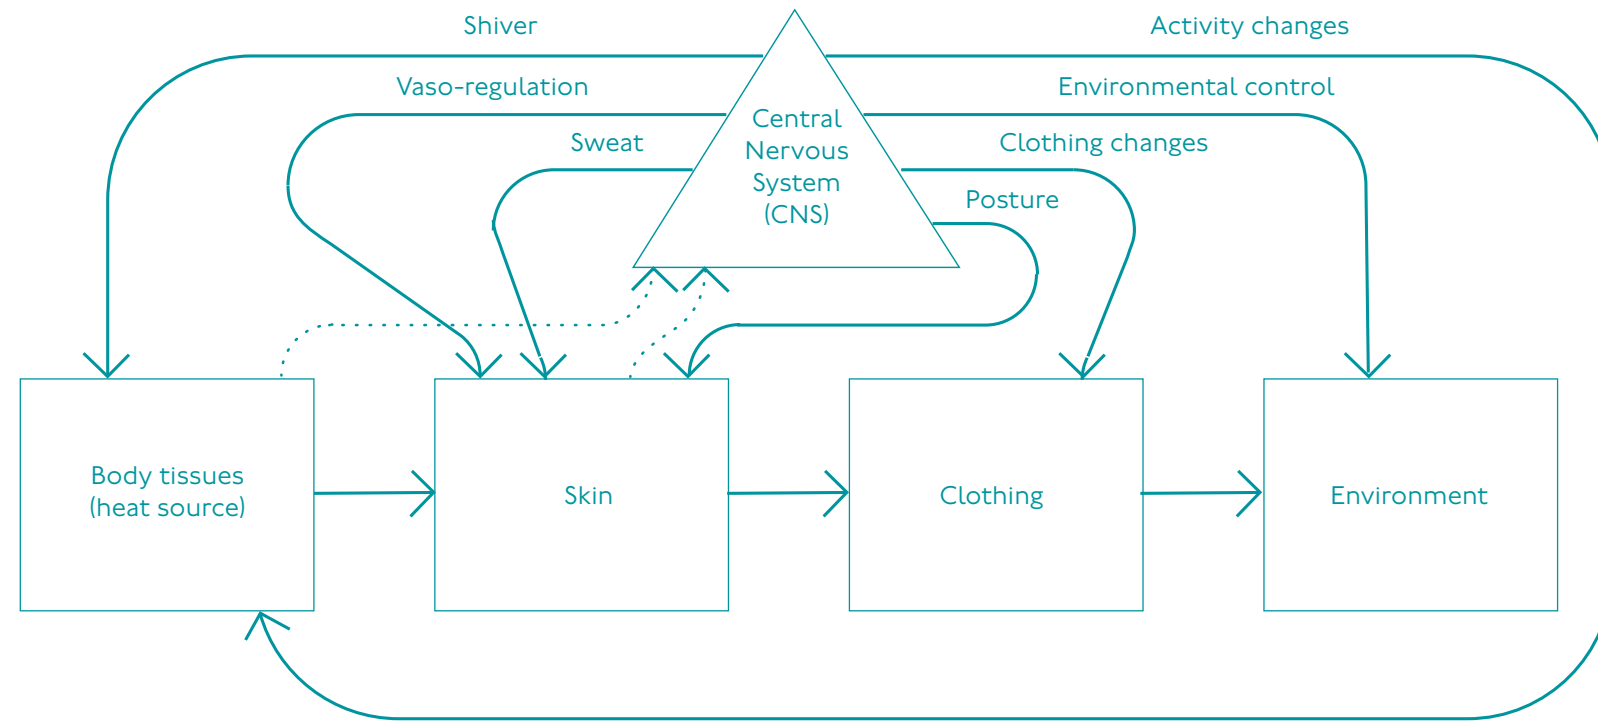 Shiver
Activity changes
Vaso-regulation
Environmental control
Sweat
Clothing changes
Posture
Central
Nervous
System
(CNS)
Body tissues
(heat source)
Skin
Clothing
Environment